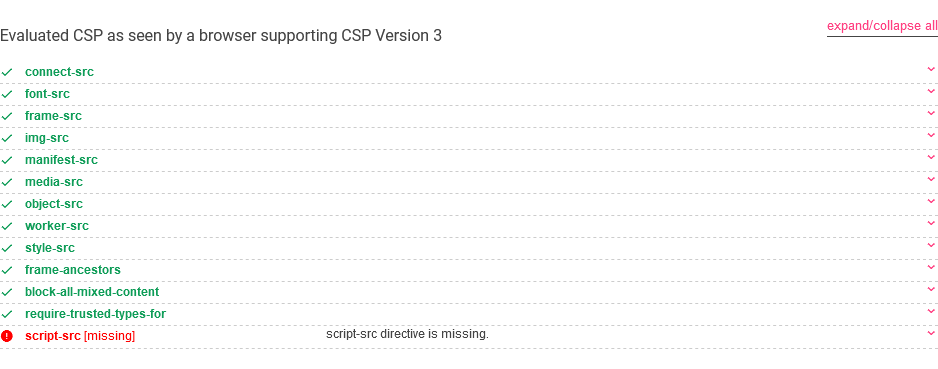 expand/collapse all
Evaluated CSP as seen by a browser supporting CSP Version 3
connect-src
font-src
frame-src
img-src
manifest-src
media-src
object-src
worker-src
style-src
frame-ancestors
block-all-mixed-content
require-trusted-types-for
script-src [missing] script-src directive is missing.